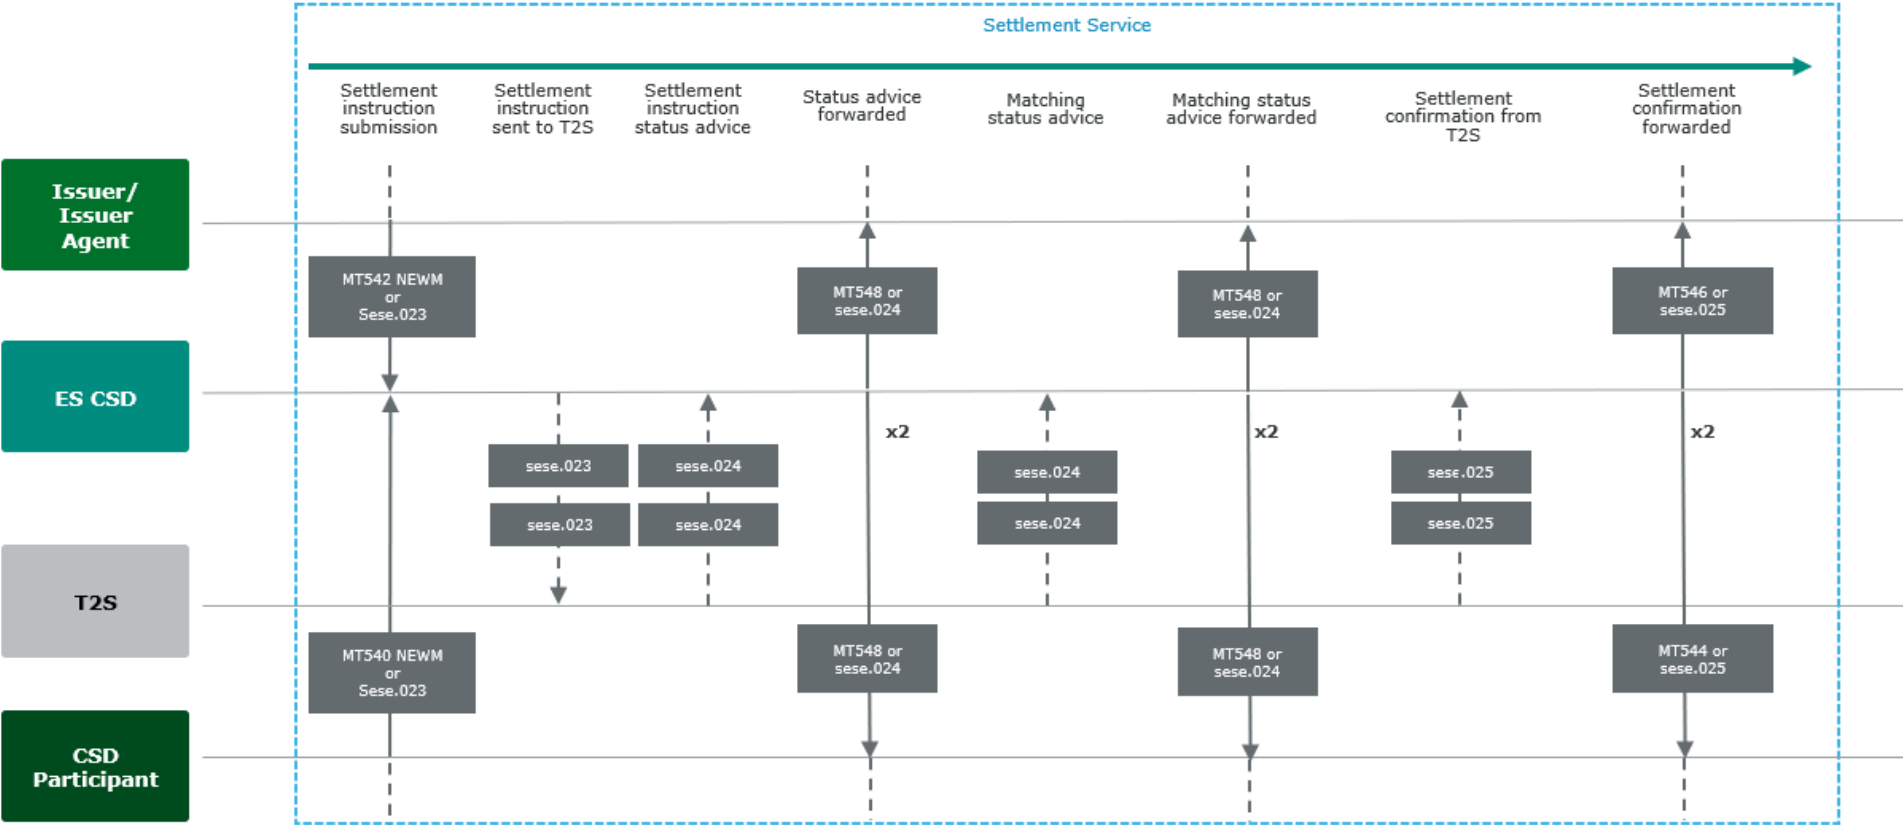 Settlement Service
Settlement
instruction
submission
Settlement
instruction
sent to T2S
Settlement
instruction
status advice
Status advice
forwarded
Matching
status advice
Matching status
advice forwarded
Settlement
confirmation from
T2S
Settlement
confirmation
forwarded
Issuer/
Issuer
Agent
MT542 NEWM
or
Sese.023
MT548 or
sese.024
MT548 or
sese.024
MT546 or
sese.025
ES CSD
x2
x2
x2
sese.023
sese.024
sese.024
sese.025
sese.023
sese.024
sese.024
sese.025
T2S
MT540 NEWM
or
Sese.023
MT548 or
sese.024
MT548 or
sese.024
MT544 or
sese.025
CSD
Participant